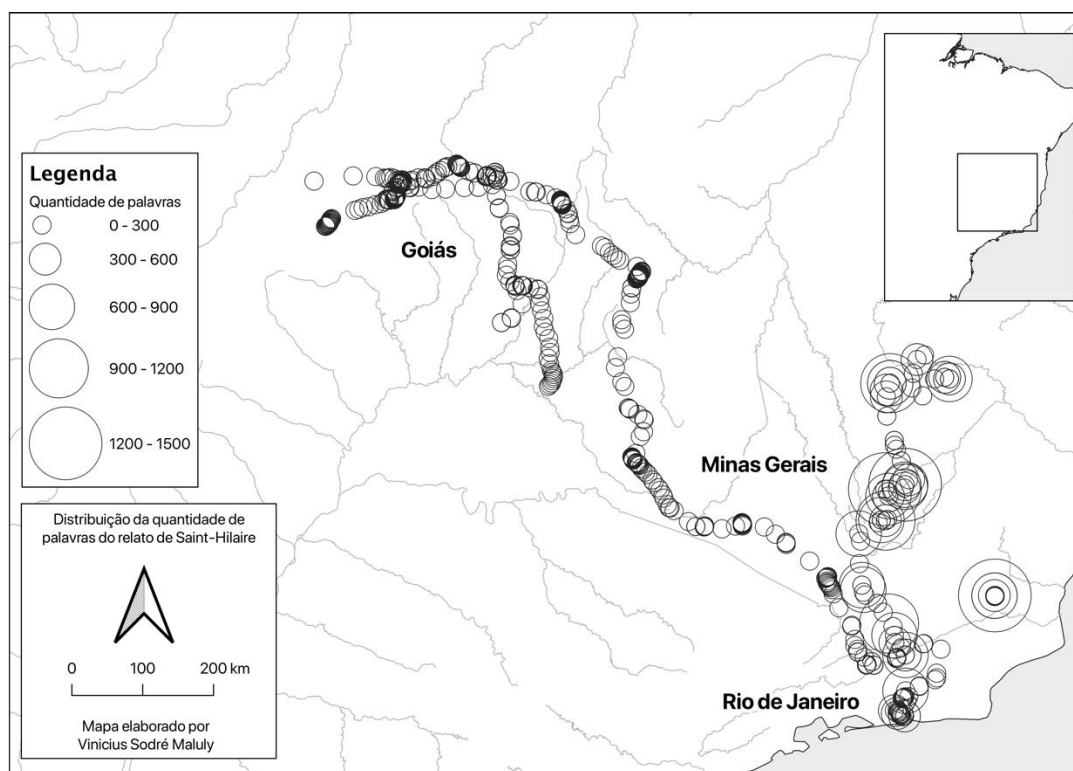 Legenda
Quantidade de palavras
0 - 300
300 - 600
600 - 900
900 - 1200
1200 - 1500
Distribuição da quantidade de
palavras do relato de Saint-Hilaire
0 100 200 km
Mapa elaborado por
Vinicius Sodré Maluly
Goiás
Minas Gerais
Rio de Janeiro